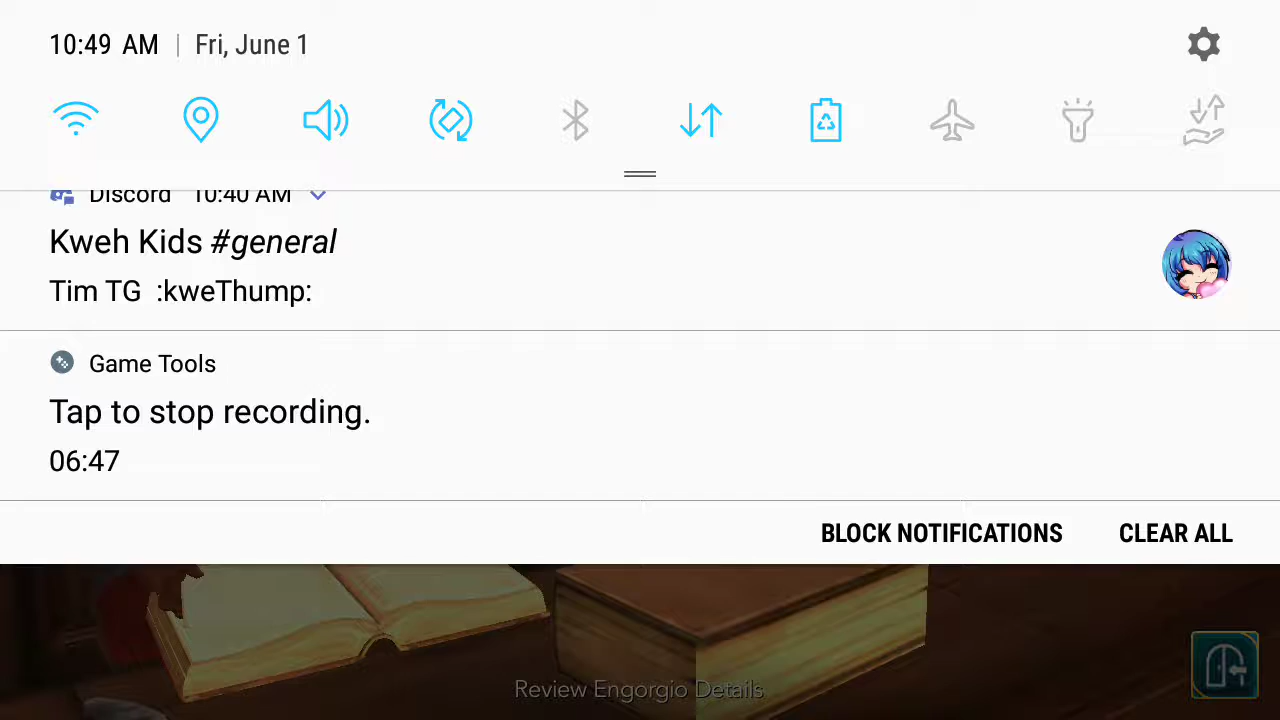 10:49 AM | Fri, June 1
Discord 10:40 AM
Kweh Kids #general
Tim TG :kweThump:
Game Tools
Tap to stop recording.
06:47
BLOCK NOTIFICATIONS CLEAR ALL
Review Engorgio Details